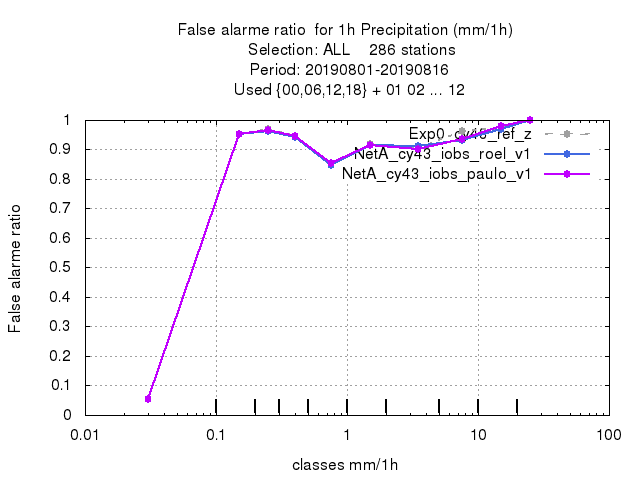 False alarme ratio  for 1h Precipitation (mm/1h)
Selection: ALL    286 stations
Period: 20190801-20190816
Used {00,06,12,18} + 01 02 ... 12
1
0.9
0.8
0.7
0.6
0.5
0.4
0.3
0.2
0.1
0
False alarme ratio
Exp0_cy43_ref_z
NetA_cy43_iobs_roel_v1
NetA_cy43_iobs_paulo_v1
0.01
0.1
1
10
100
classes mm/1h